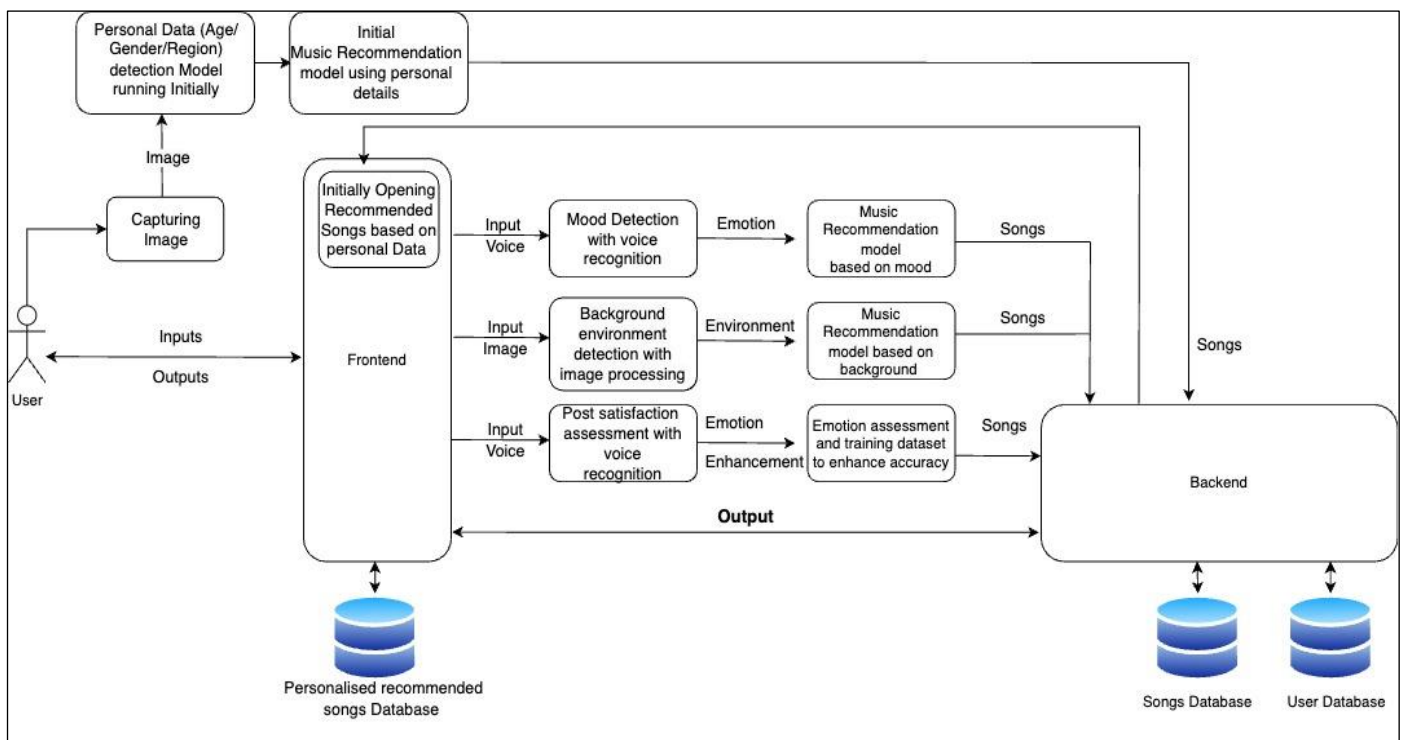 Personal Data (Age/
Gender/Region)
detection Model
running Initially
Initial
Music Recommendation
model using personal
details
Image
Capturing
Image
Initially Opening
Recommended
Songs based on
personal Data
Input
Voice
Mood Detection
with voice
recognition
Emotion
Music
Recommendation
model
based on mood
Songs
Inputs
Outputs
User
Frontend
Input
Image
Background
environment
detection with
image processing
Environment
Music
Recommendation
model based on
background
Songs
Songs
Input
Voice
Post satisfaction
assessment with
voice
recognition
Emotion
Enhancement
Emotion assessment
and training dataset
to enhance accuracy
Songs
Backend
Output
Personalised recommended
songs Database
Songs Database
User Database